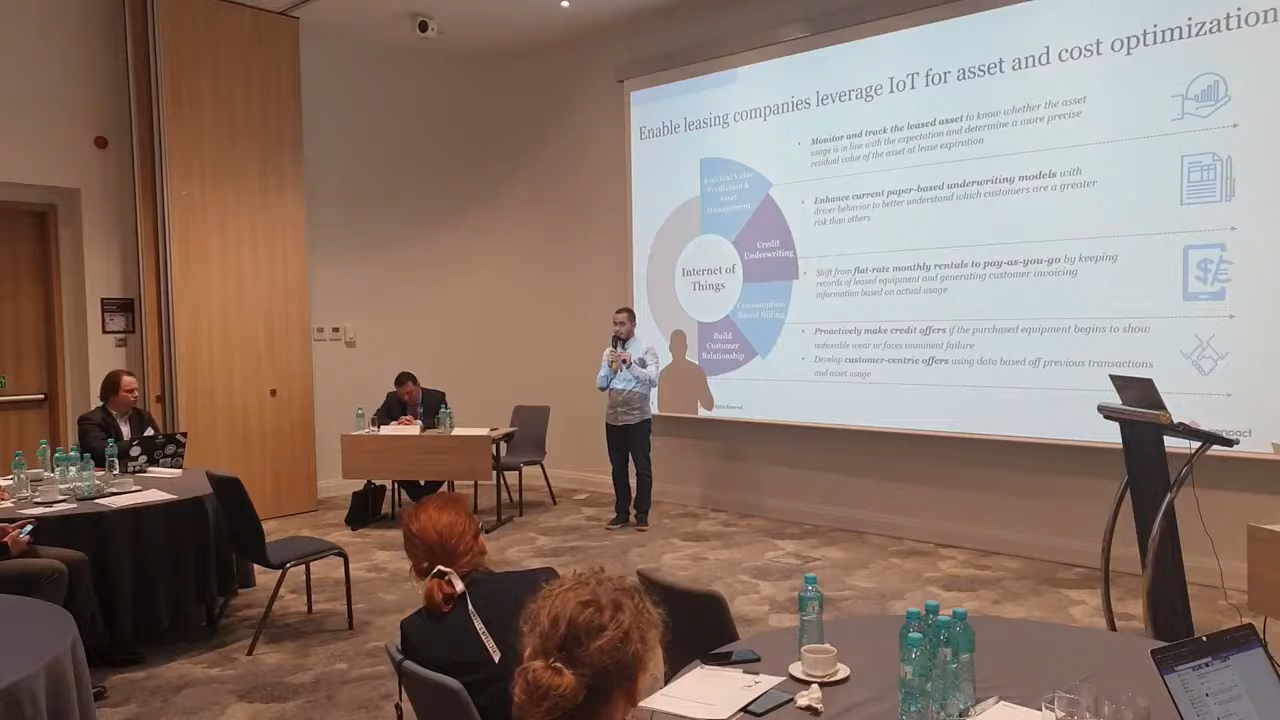 Enable leasing companies leverage IoT for asset and cost optimization
Residual Value
Prediction &
Asset
Management
Credit
Underwriting
Internet of
Things
Consumption
Based Billing
Build
Customer
Relationship
• Monitor and track the leased asset to know whether the asset
usage is in line with the expectation and determine a more precise
residual value of the asset at lease expiration
• Enhance current paper-based underwriting models with
driver behavior to better understand which customers are a greater
risk than others
• Shift from flat-rate monthly rentals to pay-as-you-go by keeping
records of leased equipment and generating customer invoicing
information based on actual usage
• Proactively make credit offers if the purchased equipment begins to show
noticeable wear or faces imminent failure
• Develop customer-centric offers using data based off previous transactions
and asset usage
$/£
Rights Reserved.
genpact